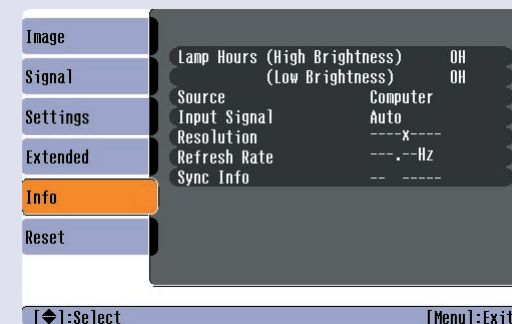 Image
Signal
Settings
Extended
Info
Reset
Lamp Hours (High Brightness) 0H
(Low Brightness) 0H
Source Computer
Input Signal Auto
Resolution ----x----
Refresh Rate ---.--Hz
Sync Info -- -----
[◆]:Select [Menu]:Exit